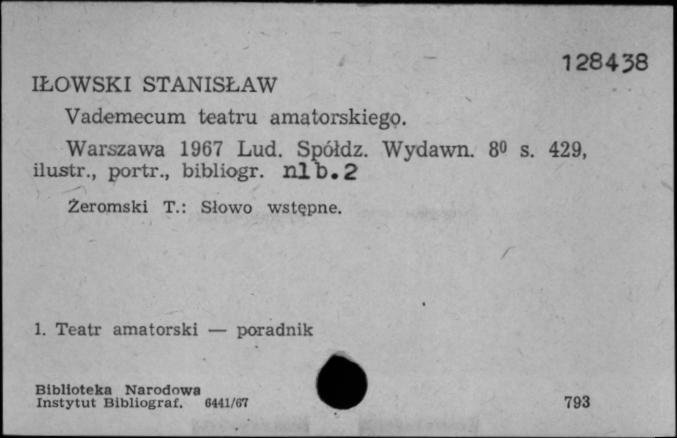 128438
IŁOWSKI STANISŁAW
Vademecum teatru amatorskiego.
Warszawa 1967 Lud. Spółdz. Wydawn. 8⁰ s. 429,
ilustr., portr., bibliogr. nlb.2
Żeromski T.: Słowo wstępne.
1. Teatr amatorski — poradnik
Biblioteka Narodowa
Instytut Bibliograf. 6441/67 793